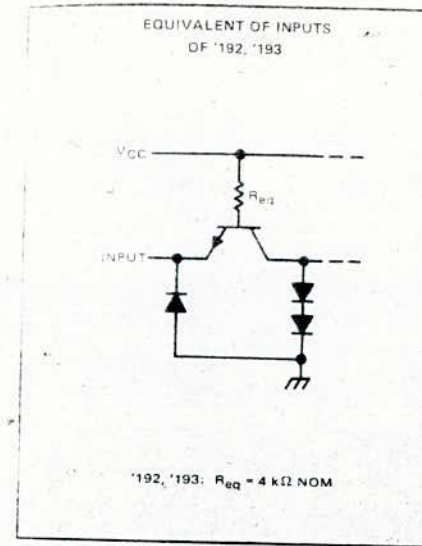 EQUIVALENT OF INPUTS
OF '192, '193
VCC
Req
INPUT
'192, '193: Req = 4 kΩ NOM